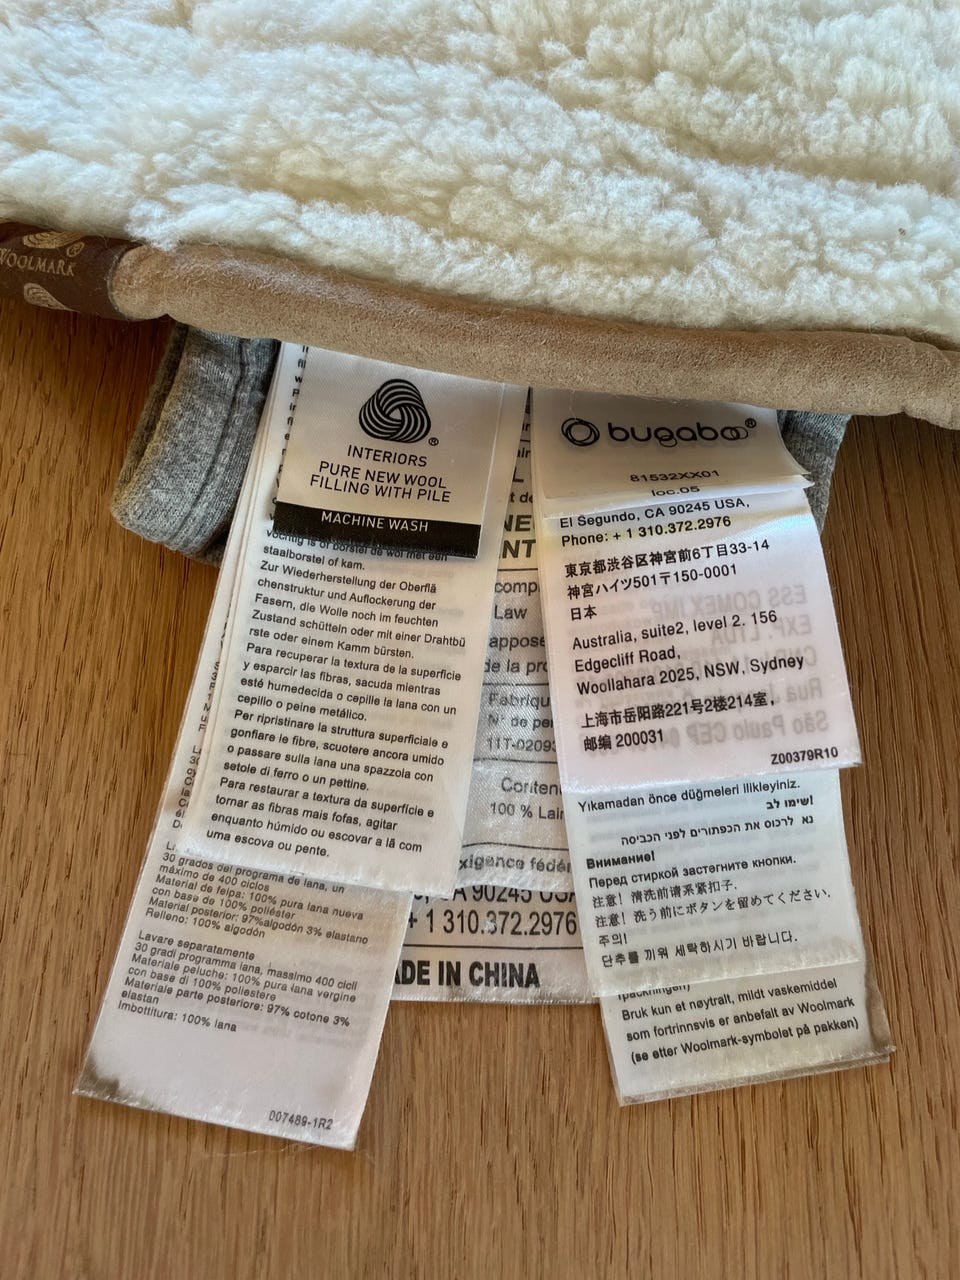 WOOLMARK
INTERIORS
PURE NEW WOOL
FILLING WITH PILE
MACHINE WASH
vochtig is of borstel de wol met een
staalborstel of kam.
Zur Wiederherstellung der Oberflä
chenstruktur und Auflockerung der
Fasern, die Wolle noch im feuchten
Zustand schütteln oder mit einer Drahtbü
rste oder einem Kamm bürsten.
Para recuperar la textura de la superficie
y esparcir las fibras, sacuda mientras
esté humedecida o cepille la lana con un
cepillo o peine metálico.
Per ripristinare la struttura superficiale e
gonfiare le fibre, scuotere ancora umido
o passare sulla lana una spazzola con
setole di ferro o un pettine.
Para restaurar a textura da superfície e
tornar as fibras mais fofas, agitar
enquanto húmido ou escovar a lã com
uma escova ou pente.
30 grados del programa de lana, un
máximo de 400 ciclos
Material de felpa: 100% pura lana nueva
con base de 100% poliéster
Material posterior: 97%algodón 3% elastano
Relleno: 100% algodón
Lavare separatamente
30 gradi programma lana, massimo 400 cicli
Materiale peluche: 100% pura lana vergine
con base di 100% poliestere
Materiale parte posteriore: 97% cotone 3%
elastan
Imbottitura: 100% lana
007489-1R2
Law
de la
N° de
11T-0209
100 %
A 90245
+ 1 310.372.2976
ADE IN CHINA
bugaboo®
81532XX01
loc.05
El Segundo, CA 90245 USA,
Phone: + 1 310.372.2976
東京都渋谷区神宮前6丁目33-14
神宮ハイツ501〒150-0001
日本
Australia, suite2, level 2. 156
Edgecliff Road,
Woollahara 2025, NSW, Sydney
上海市岳阳路221号2楼214室,
邮编 200031
Z00379R10
Yıkamadan önce düğmeleri ilikleyiniz.
שימו לב!
נא לרכוס את הכפתורים לפני הכביסה
Внимание!
Перед стиркой застегните кнопки.
注意! 清洗前请系紧扣子.
注意! 洗う前にボタンを留めてください.
주의!
단추를 끼워 세탁하시기 바랍니다.
Bruk kun et nøytralt, mildt vaskemiddel
som fortrinnsvis er anbefalt av Woolmark
(se etter Woolmark-symbolet på pakken)